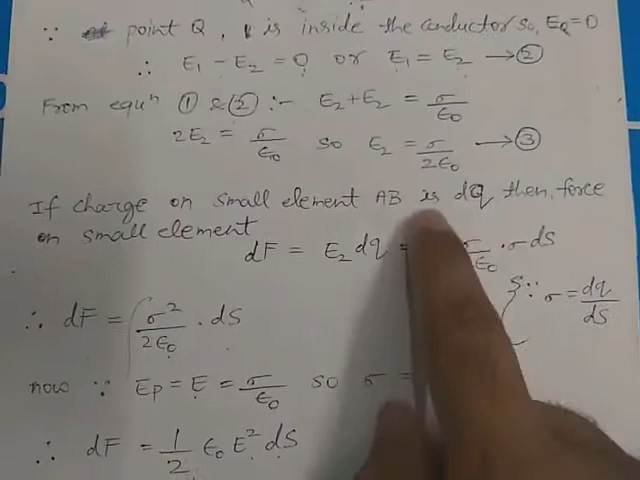 ∵ point Q, is inside the conductor so, E_Q = 0
∴ E₁ − E₂ = 0 or E₁ = E₂ → ②
From equⁿ ① & ② :- E₂ + E₂ = σ/ε₀
2E₂ = σ/ε₀ so E₂ = σ/2ε₀ → ③
If charge on small element AB is dq then, force
on small element
dF = E₂ dq = σ/ε₀ · σ ds
{∵ σ = dq/ds
∴ dF = σ²/2ε₀ . ds
now ∵ Ep = E = σ/ε₀ so σ =
∴ dF = 1/2 ε₀ E² ds